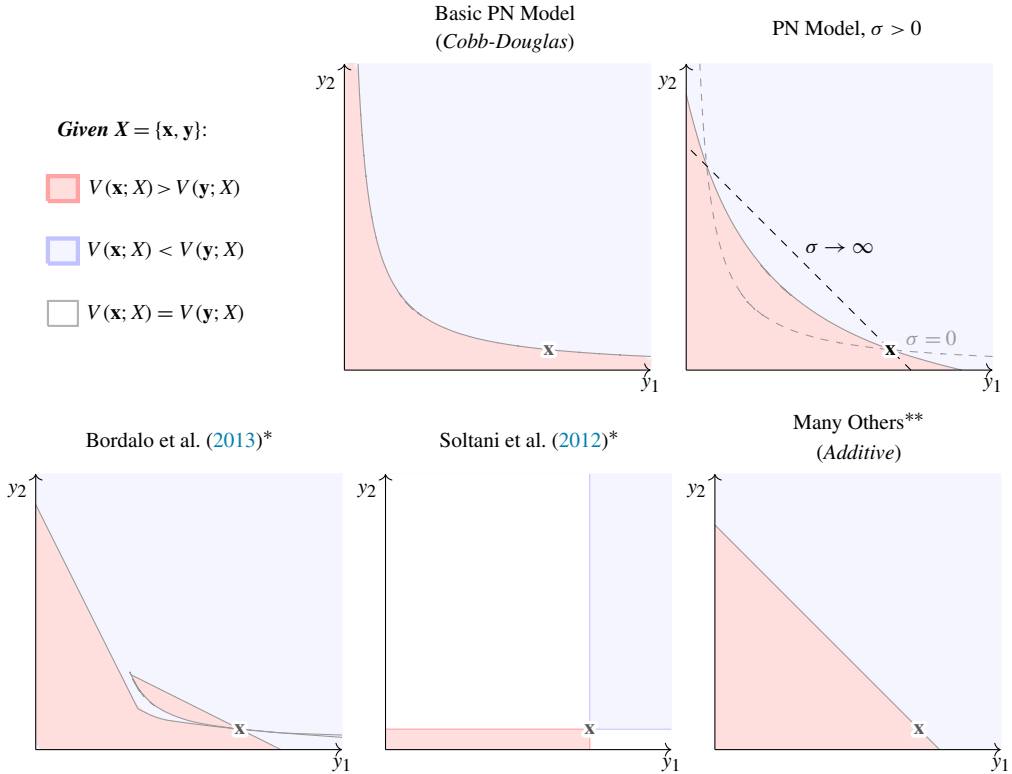 Basic PN Model
(Cobb-Douglas)
PN Model, σ > 0
Given X = {x, y}:
V(x; X) > V(y; X)
V(x; X) < V(y; X)
V(x; X) = V(y; X)
y₂
x
y₁
y₂
σ → ∞
x
σ = 0
y₁
Bordalo et al. (2013)*
Soltani et al. (2012)*
Many Others**
(Additive)
y₂
x
y₁
y₂
x
y₁
y₂
x
y₁